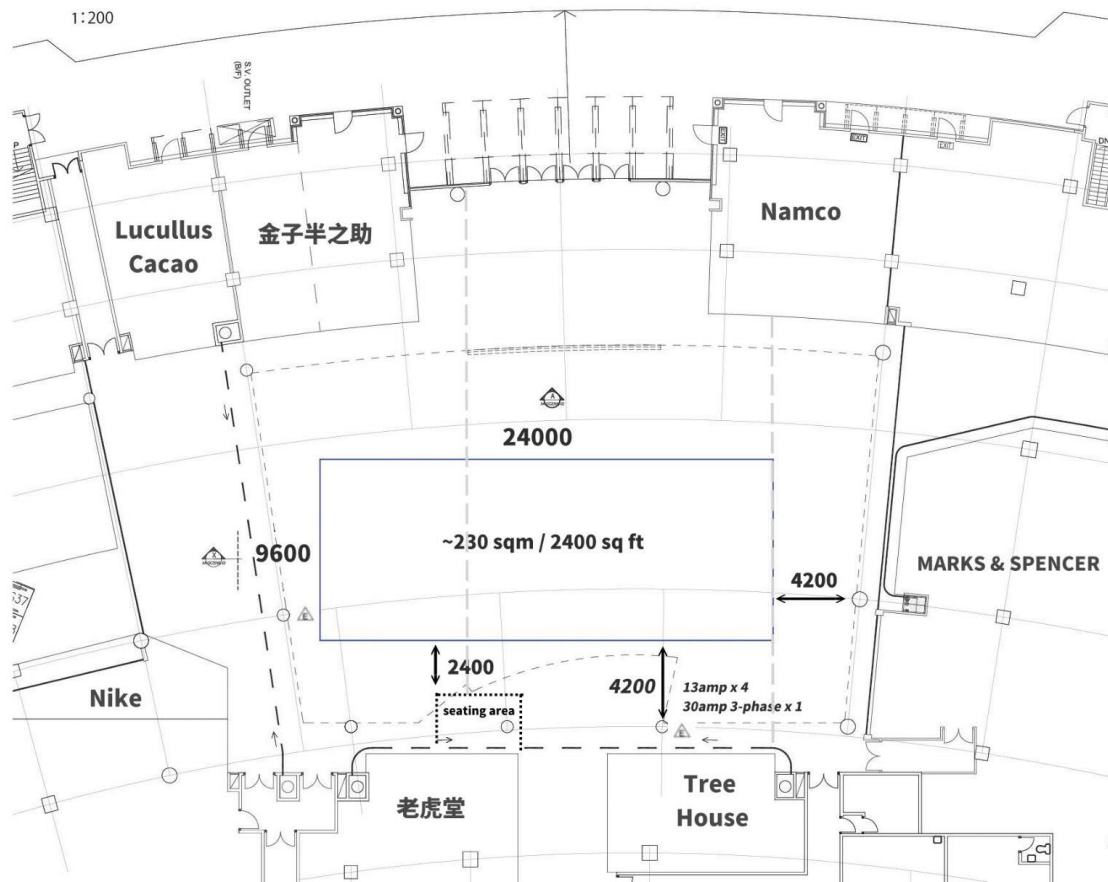 1:200
S.V. OUTLET
(B/F)
EXIT
EXIT
EXIT
DN
P
Lucullus
Cacao
金子半之助
Namco
A
24000
X
9600
~230 sqm / 2400 sq ft
4200
MARKS & SPENCER
E
2400
4200
13amp x 4
30amp 3-phase x 1
E
Nike
seating area
老虎堂
Tree
House